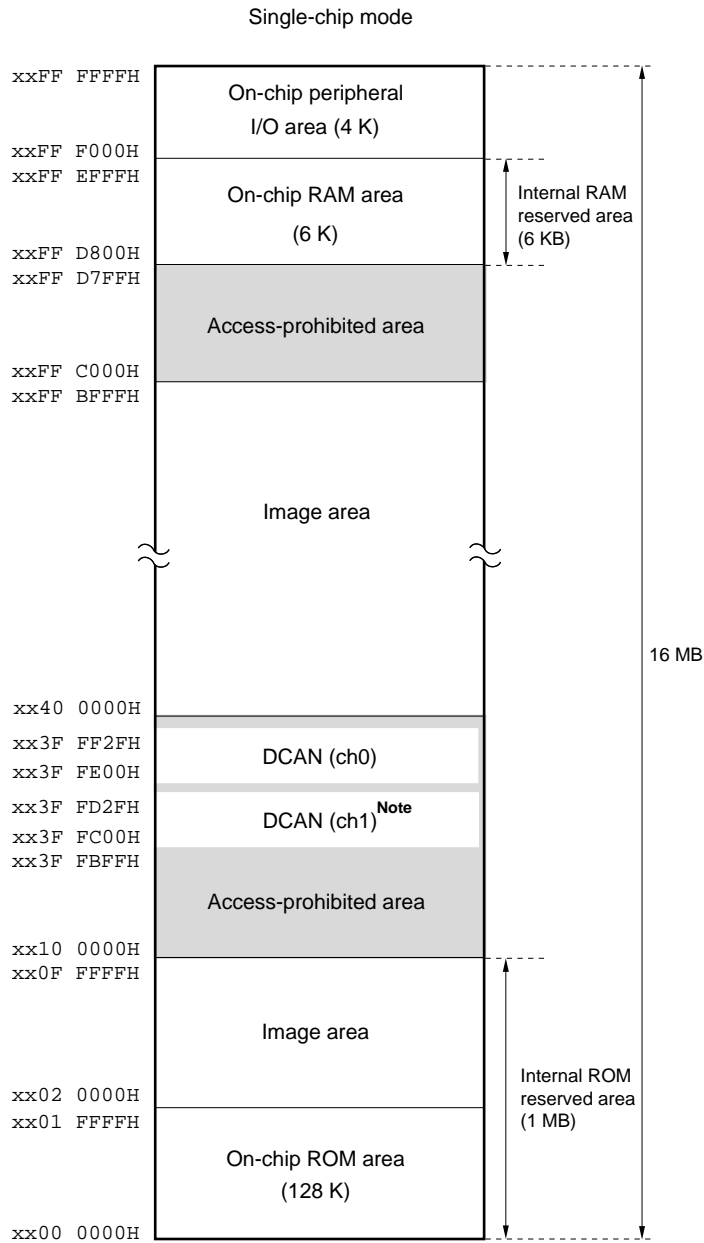 Single-chip mode
xxFF FFFFH
On-chip peripheral
I/O area (4 K)
xxFF F000H
xxFF EFFFH
On-chip RAM area
(6 K)
Internal RAM
reserved area
(6 KB)
xxFF D800H
xxFF D7FFH
Access-prohibited area
xxFF C000H
xxFF BFFFH
Image area
16 MB
xx40 0000H
xx3F FF2FH
DCAN (ch0)
xx3F FE00H
xx3F FD2FH
DCAN (ch1)Note
xx3F FC00H
xx3F FBFFH
Access-prohibited area
xx10 0000H
xx0F FFFFH
Image area
Internal ROM
reserved area
(1 MB)
xx02 0000H
xx01 FFFFH
On-chip ROM area
(128 K)
xx00 0000H